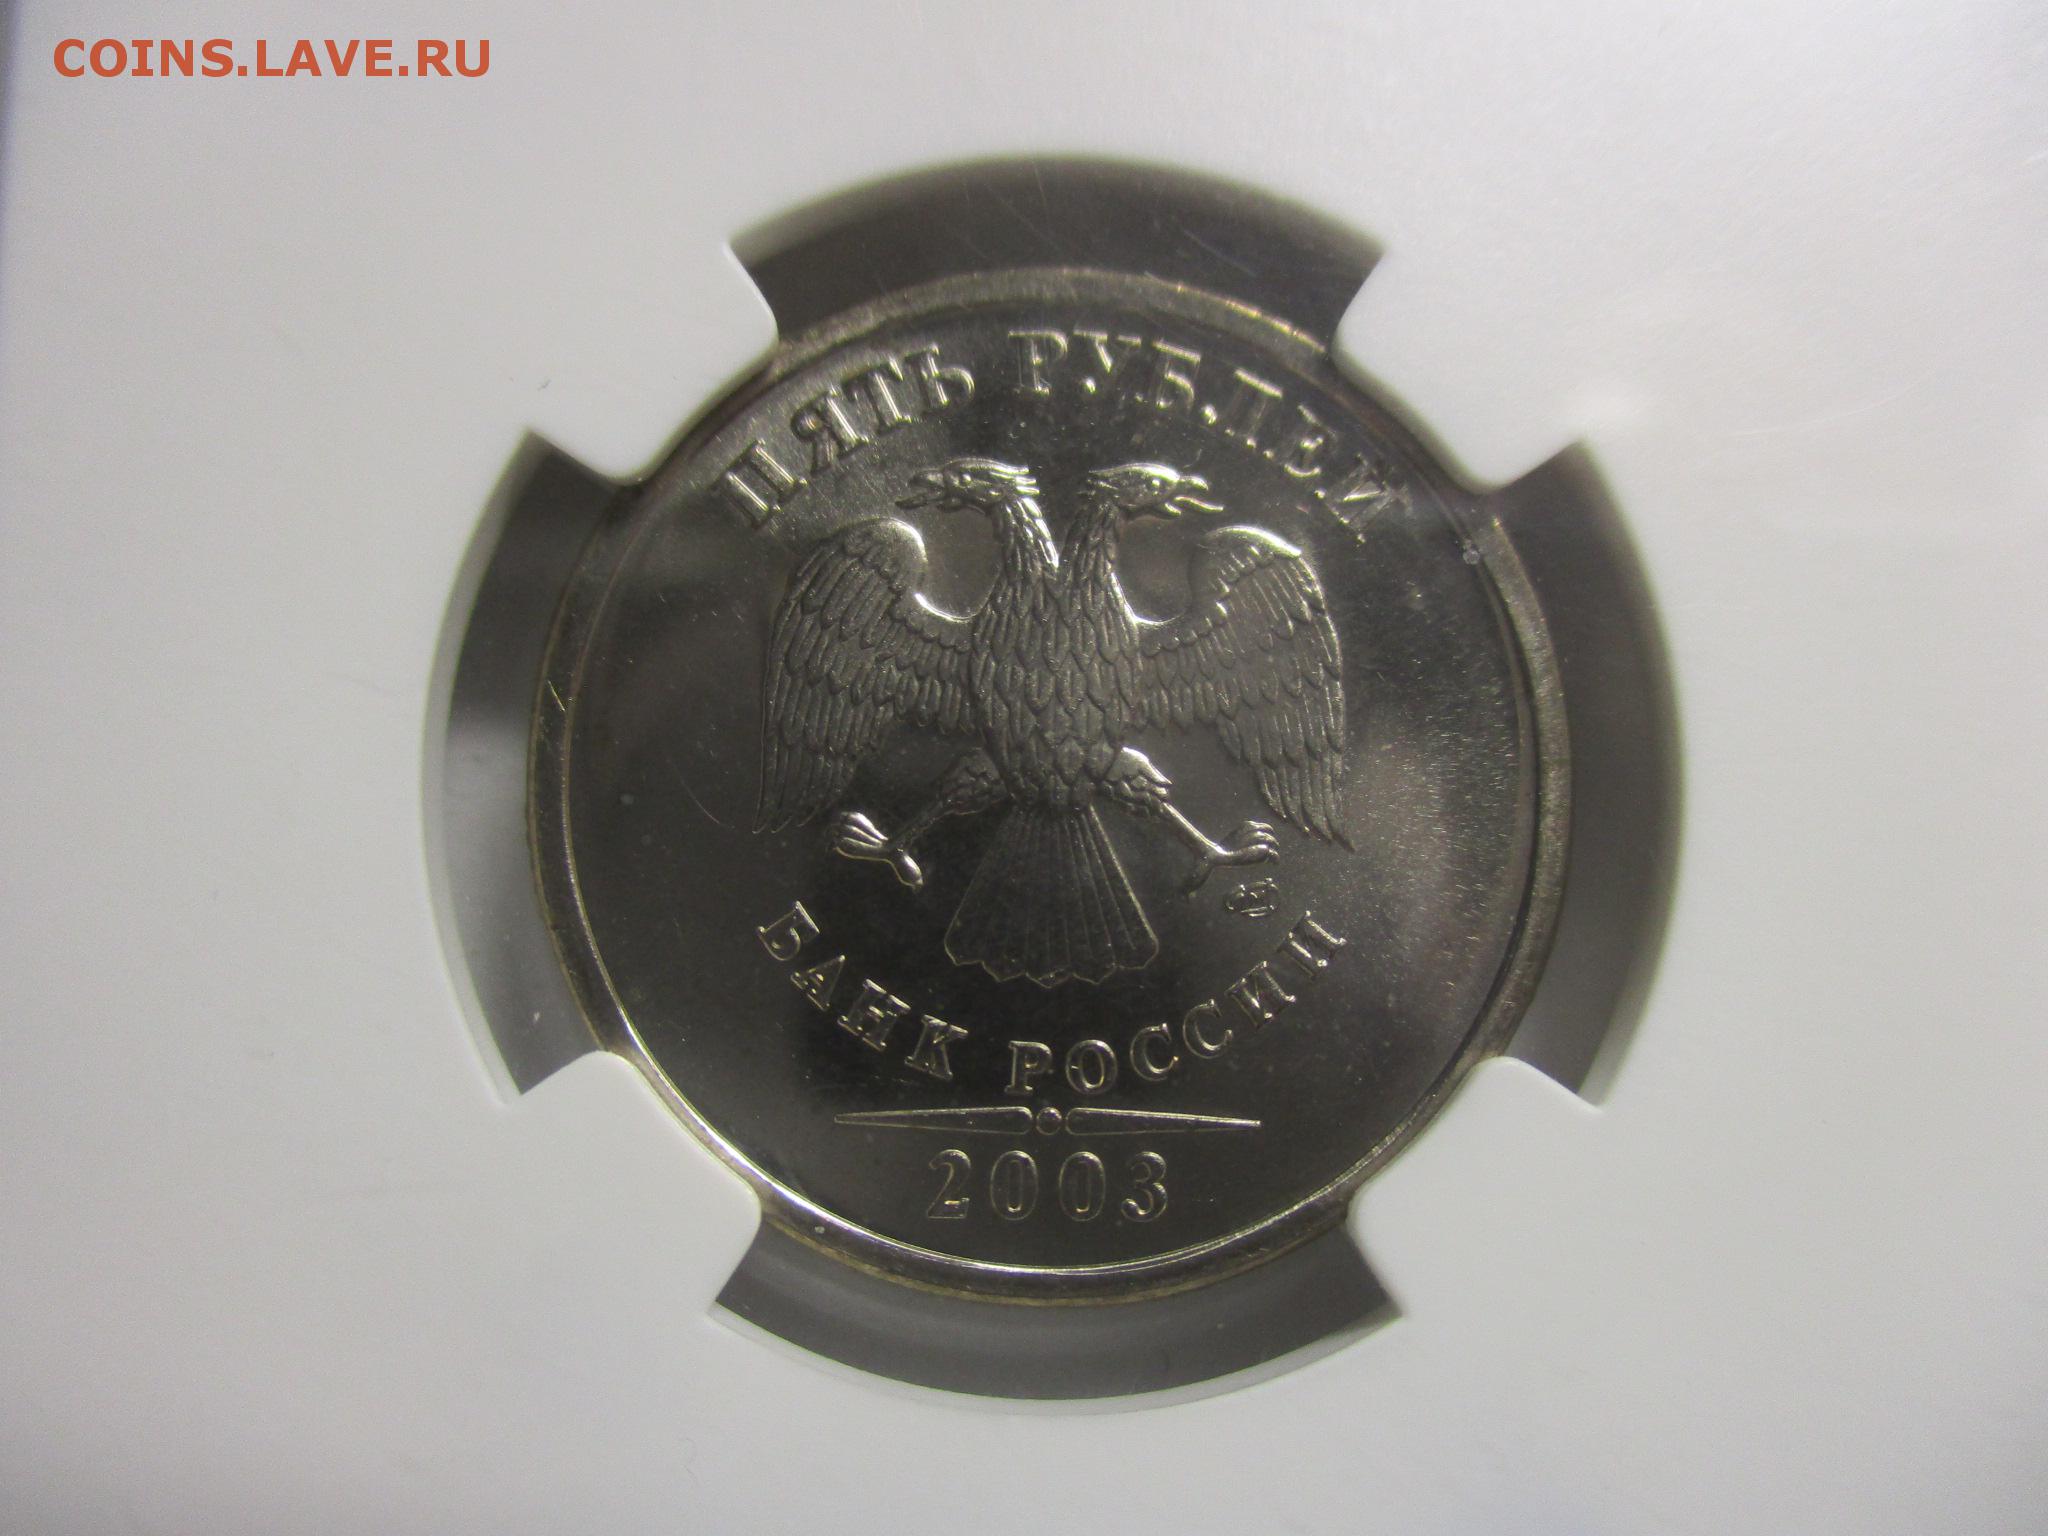 COINS.LAVE.RU
ПЯТЬ РУБЛЕЙ
БАНК РОССИИ
2003